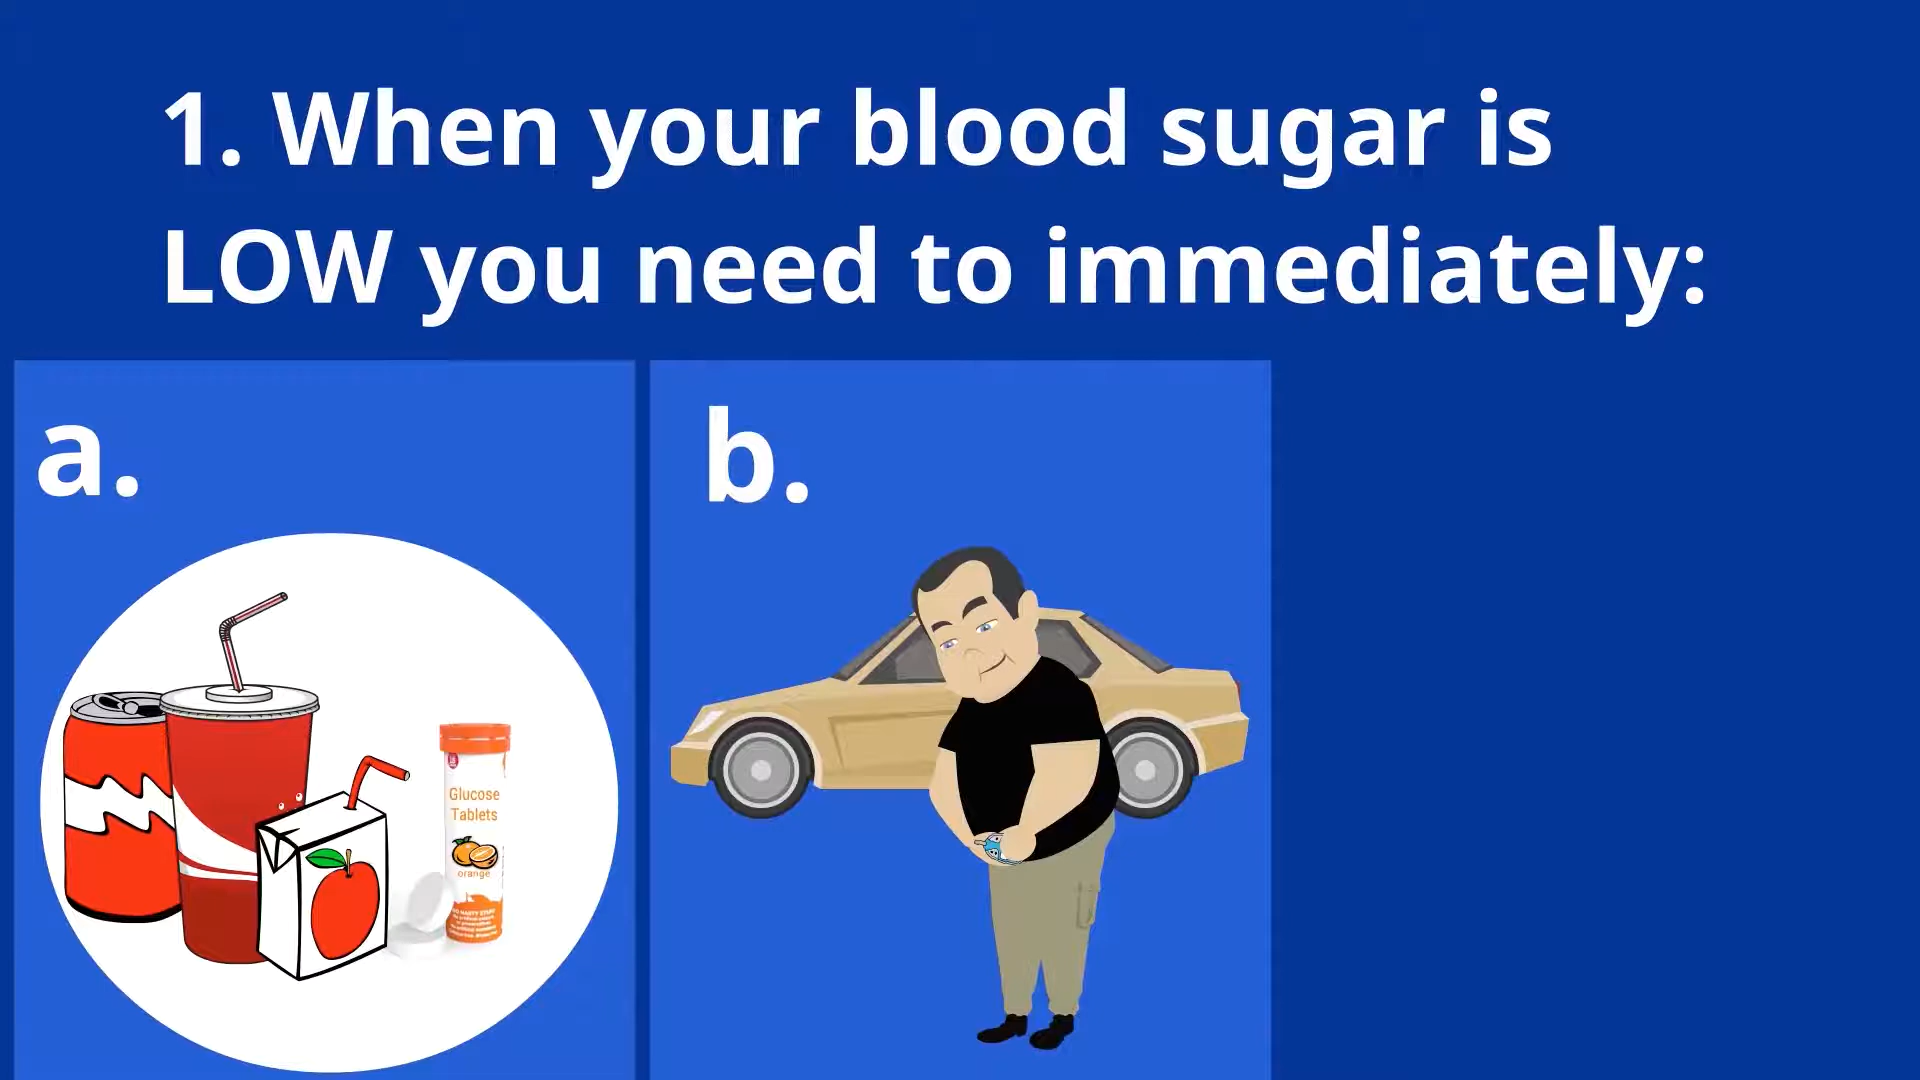 1. When your blood sugar is
LOW you need to immediately:
a.
b.
Glucose
Tablets
orange